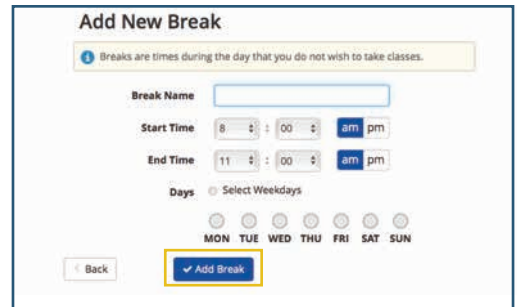 Add New Break
Breaks are times during the day that you do not wish to take classes.
Break Name
Start Time 8 : 00 am pm
End Time 11 : 00 am pm
Days Select Weekdays
MON TUE WED THU FRI SAT SUN
Back Add Break